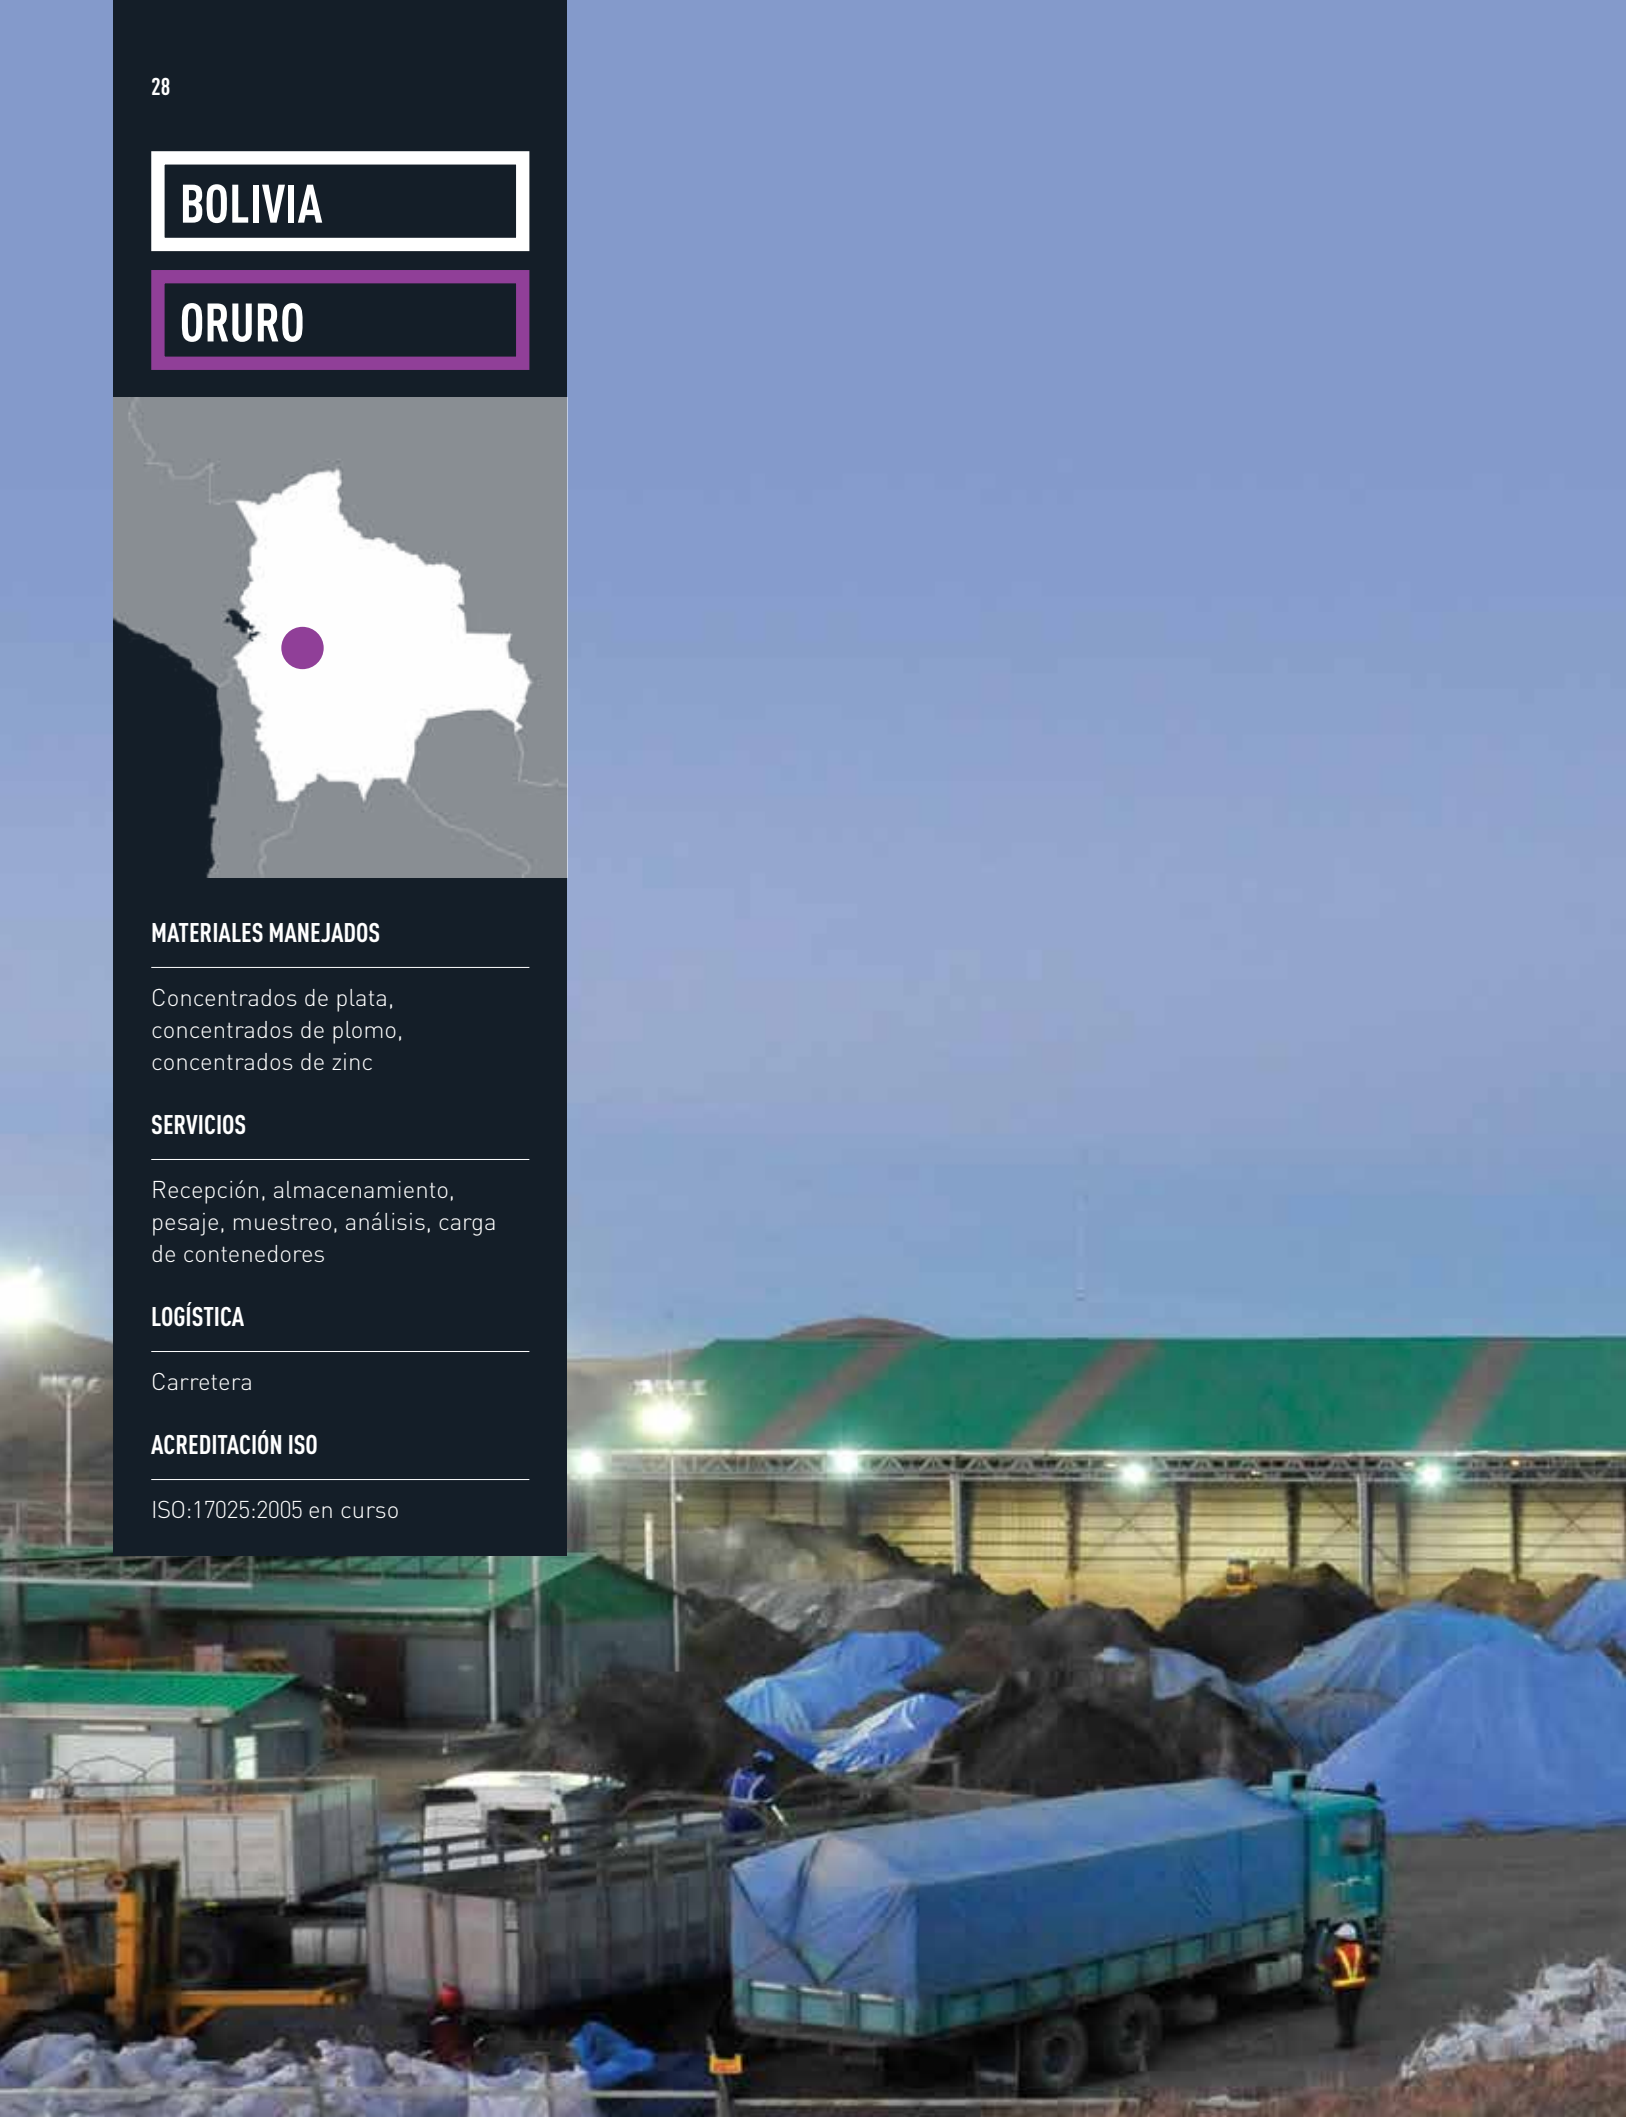 28
BOLIVIA
ORURO
MATERIALES MANEJADOS
Concentrados de plata,
concentrados de plomo,
concentrados de zinc
SERVICIOS
Recepción, almacenamiento,
pesaje, muestreo, análisis, carga
de contenedores
LOGÍSTICA
Carretera
ACREDITACIÓN ISO
ISO:17025:2005 en curso